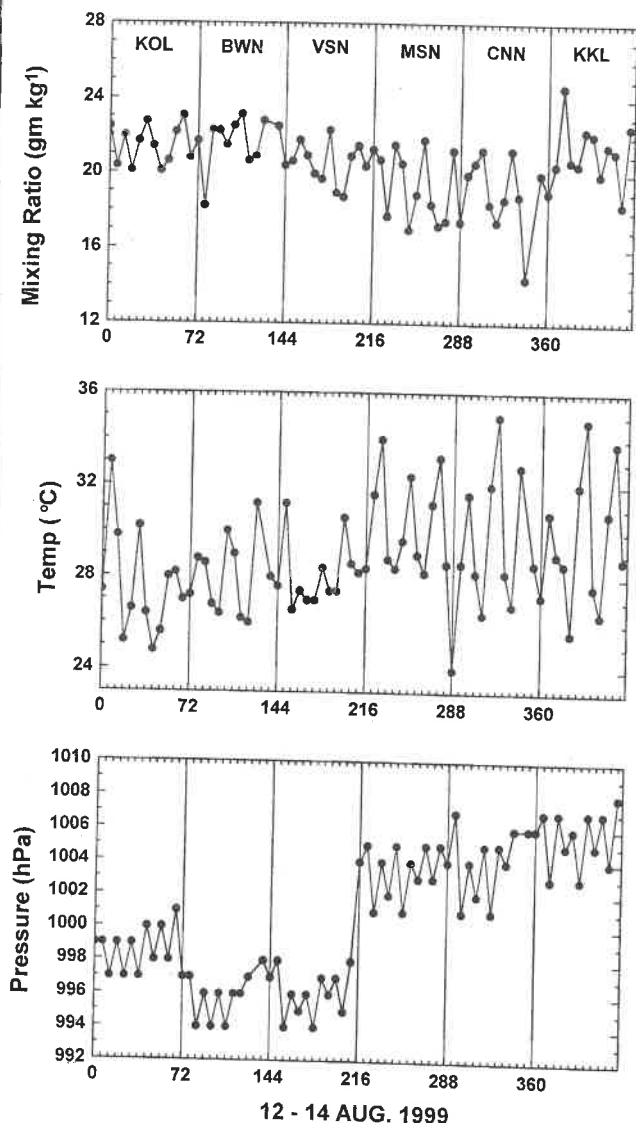 28
KOL BWN VSN MSN CNN KKL
24
20
16
12
Mixing Ratio (gm kg¹)
0 72 144 216 288 360
36
32
28
24
Temp (°C)
0 72 144 216 288 360
1010
1008
1006
1004
1002
1000
998
996
994
992
Pressure (hPa)
0 72 144 216 288 360
12 - 14 AUG. 1999